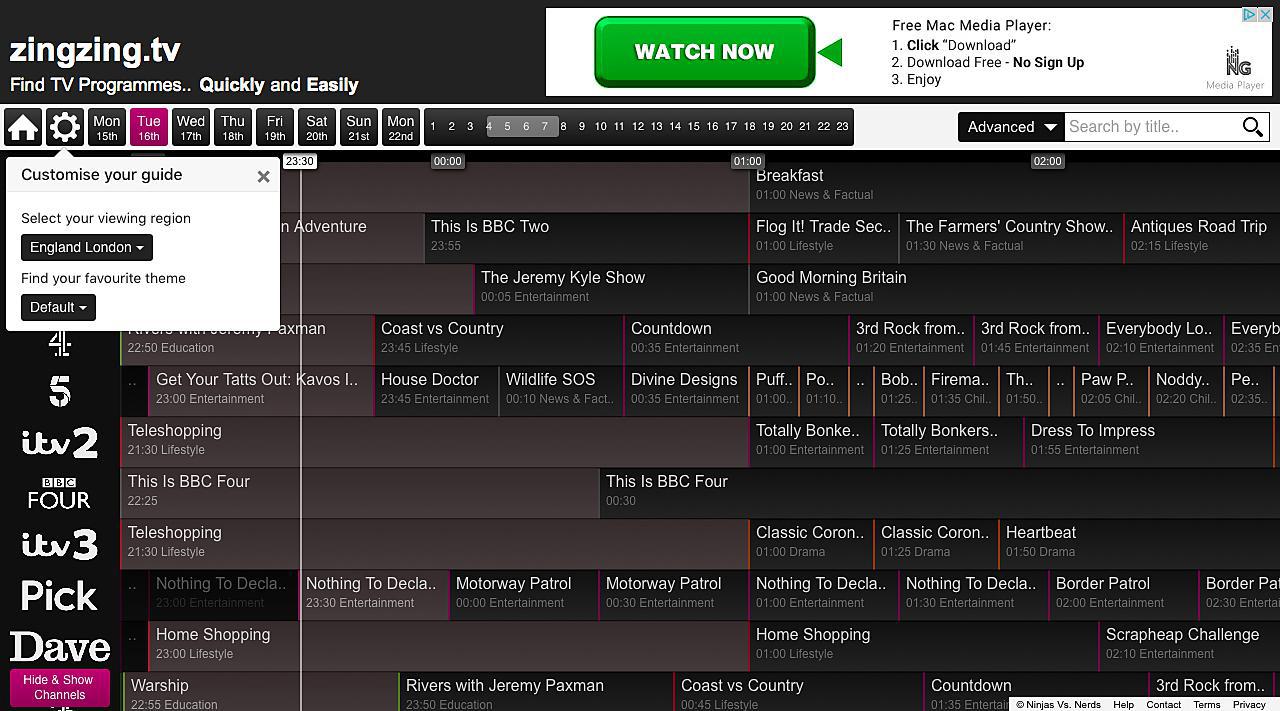 zingzing.tv
Find TV Programmes.. Quickly and Easily
WATCH NOW
Free Mac Media Player:
1. Click “Download”
2. Download Free - No Sign Up
3. Enjoy
NG
Media Player
Mon
15th
Tue
16th
Wed
17th
Thu
18th
Fri
19th
Sat
20th
Sun
21st
Mon
22nd
1 2 3 4 5 6 7 8 9 10 11 12 13 14 15 16 17 18 19 20 21 22 23
Advanced
Search by title..
23:30 00:00 01:00 02:00
Customise your guide
Select your viewing region
England London
Find your favourite theme
Default
Breakfast
01:00 News & Factual
n Adventure
This Is BBC Two
23:55
Flog It! Trade Sec..
01:00 Lifestyle
The Farmers' Country Show..
01:30 News & Factual
Antiques Road Trip
02:15 Lifestyle
The Jeremy Kyle Show
00:05 Entertainment
Good Morning Britain
01:00 News & Factual
4
Rivers with Jeremy Paxman
22:50 Education
Coast vs Country
23:45 Lifestyle
Countdown
00:35 Entertainment
3rd Rock from..
01:20 Entertainment
3rd Rock from..
01:45 Entertainment
Everybody Lo..
02:10 Entertainment
Everyb
02:35 En
5
..
Get Your Tatts Out: Kavos I..
23:00 Entertainment
House Doctor
23:45 Entertainment
Wildlife SOS
00:10 News & Fact..
Divine Designs
00:35 Entertainment
Puff..
01:00..
Po..
01:10..
..
Bob..
01:25..
Firema..
01:35 Chil..
Th..
01:50..
..
Paw P..
02:05 Chil..
Noddy..
02:20 Chil..
Pe..
02:35..
itv2
Teleshopping
21:30 Lifestyle
Totally Bonke..
01:00 Entertainment
Totally Bonkers..
01:25 Entertainment
Dress To Impress
01:55 Entertainment
BBC
FOUR
This Is BBC Four
22:25
This Is BBC Four
00:30
itv3
Teleshopping
21:30 Lifestyle
Classic Coron..
01:00 Drama
Classic Coron..
01:25 Drama
Heartbeat
01:50 Drama
Pick
..
Nothing To Decla..
23:00 Entertainment
Nothing To Decla..
23:30 Entertainment
Motorway Patrol
00:00 Entertainment
Motorway Patrol
00:30 Entertainment
Nothing To Decla..
01:00 Entertainment
Nothing To Decla..
01:30 Entertainment
Border Patrol
02:00 Entertainment
Border Pa
02:30 Enterta
Dave
..
Home Shopping
23:00 Lifestyle
Home Shopping
01:00 Lifestyle
Scrapheap Challenge
02:10 Entertainment
Hide & Show
Channels
Warship
22:55 Education
Rivers with Jeremy Paxman
23:50 Education
Coast vs Country
00:45 Lifestyle
Countdown
01:35 Entertai
3rd Rock from..
© Ninjas Vs. Nerds Help Contact Terms Privacy